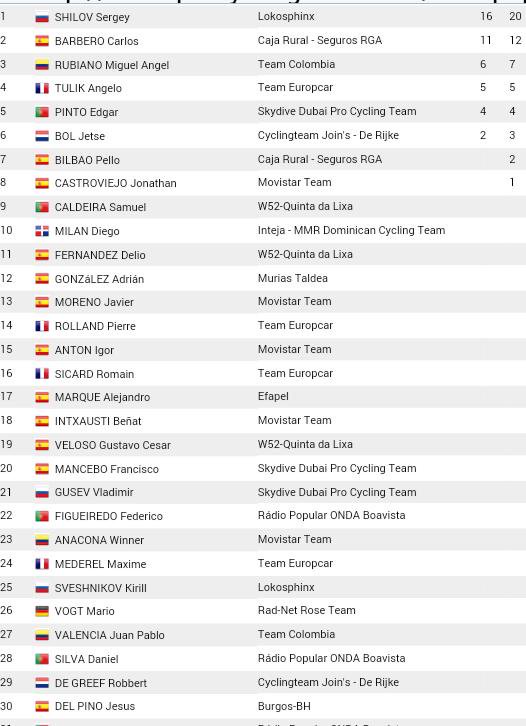 1 SHILOV Sergey Lokosphinx 16 20
2 BARBERO Carlos Caja Rural - Seguros RGA 11 12
3 RUBIANO Miguel Angel Team Colombia 6 7
4 TULIK Angelo Team Europcar 5 5
5 PINTO Edgar Skydive Dubai Pro Cycling Team 4 4
6 BOL Jetse Cyclingteam Join's - De Rijke 2 3
7 BILBAO Pello Caja Rural - Seguros RGA 2
8 CASTROVIEJO Jonathan Movistar Team 1
9 CALDEIRA Samuel W52-Quinta da Lixa
10 MILAN Diego Inteja - MMR Dominican Cycling Team
11 FERNANDEZ Delio W52-Quinta da Lixa
12 GONZáLEZ Adrián Murias Taldea
13 MORENO Javier Movistar Team
14 ROLLAND Pierre Team Europcar
15 ANTON Igor Movistar Team
16 SICARD Romain Team Europcar
17 MARQUE Alejandro Efapel
18 INTXAUSTI Beñat Movistar Team
19 VELOSO Gustavo Cesar W52-Quinta da Lixa
20 MANCEBO Francisco Skydive Dubai Pro Cycling Team
21 GUSEV Vladimir Skydive Dubai Pro Cycling Team
22 FIGUEIREDO Federico Rádio Popular ONDA Boavista
23 ANACONA Winner Movistar Team
24 MEDEREL Maxime Team Europcar
25 SVESHNIKOV Kirill Lokosphinx
26 VOGT Mario Rad-Net Rose Team
27 VALENCIA Juan Pablo Team Colombia
28 SILVA Daniel Rádio Popular ONDA Boavista
29 DE GREEF Robbert Cyclingteam Join's - De Rijke
30 DEL PINO Jesus Burgos-BH